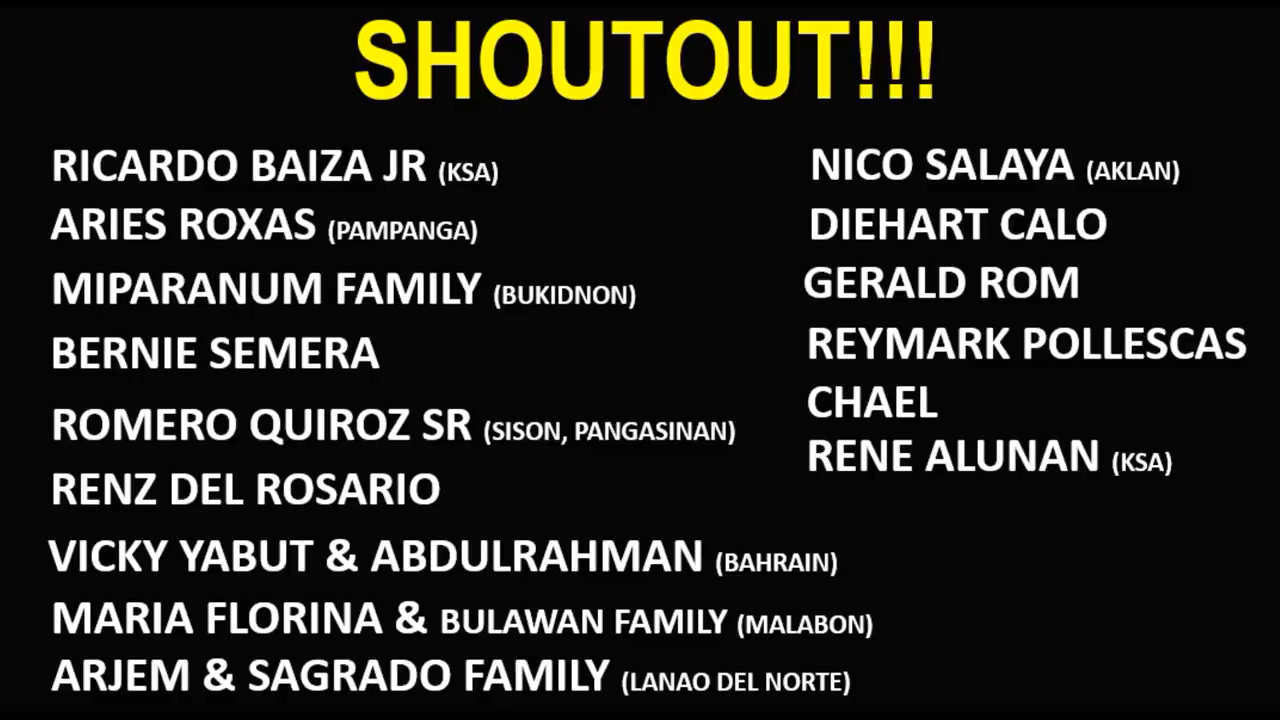 SHOUTOUT!!!
RICARDO BAIZA JR (KSA)
ARIES ROXAS (PAMPANGA)
MIPARANUM FAMILY (BUKIDNON)
BERNIE SEMERA
ROMERO QUIROZ SR (SISON, PANGASINAN)
RENZ DEL ROSARIO
VICKY YABUT & ABDULRAHMAN (BAHRAIN)
MARIA FLORINA & BULAWAN FAMILY (MALABON)
ARJEM & SAGRADO FAMILY (LANAO DEL NORTE)
NICO SALAYA (AKLAN)
DIEHART CALO
GERALD ROM
REYMARK POLLESCAS
CHAEL
RENE ALUNAN (KSA)